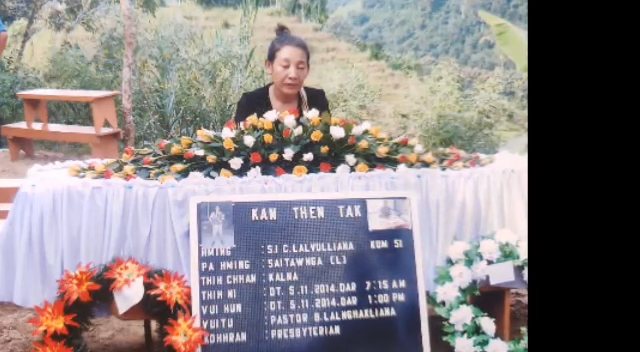 KAN THEN TAK
HMING : S.I C.LALVULLIANA KUM 51
PA HMING : SAITAWNGA (L)
THIH CHHAN : KALNA
THIH NI : DT. 5.11.2014.DAR 7:15 AM
VUI HUN : DT. 5.11.2014.DAR 1:00 PM
VUITU : PASTOR B.LALNGHAKLIANA
KOHHRAN : PRESBYTERIAN